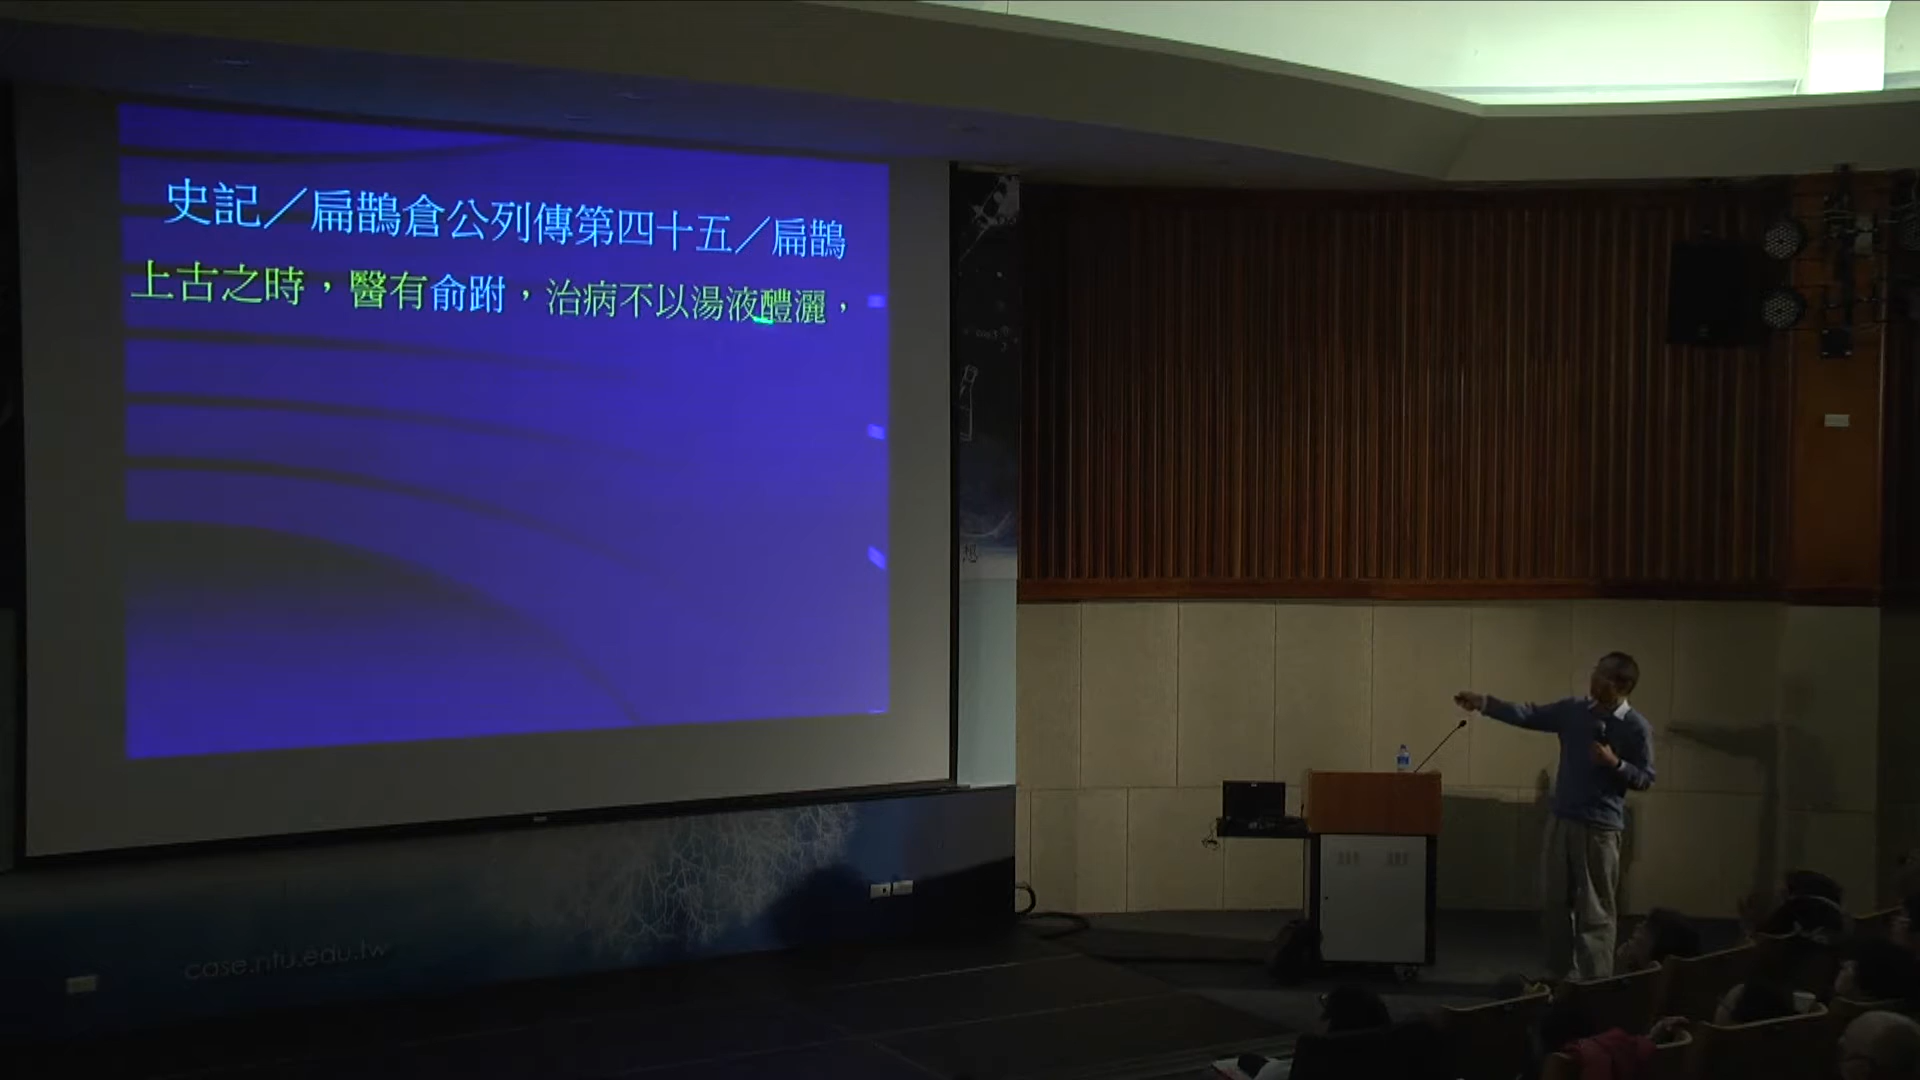 史記／扁鵲倉公列傳第四十五／扁鵲
上古之時，醫有俞跗，治病不以湯液醴灑，
想
case.ntu.edu.tw